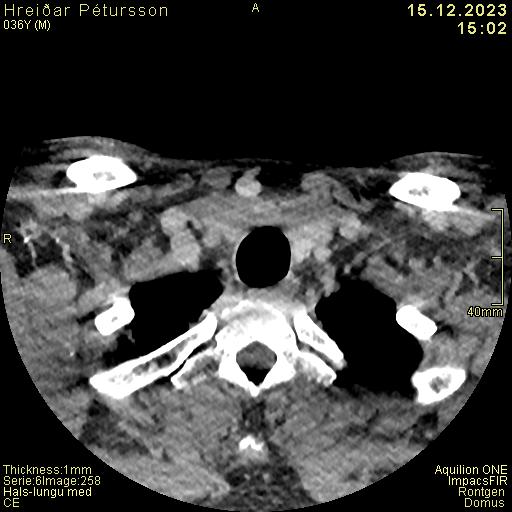 Hreiðar Pétursson
036Y (M)
A
15.12.2023
15:02
R
40mm
Thickness:1mm
Serie:6Image:258
Hals-lungu med
CE
Aquilion ONE
ImpacsFIR
Rontgen
Domus